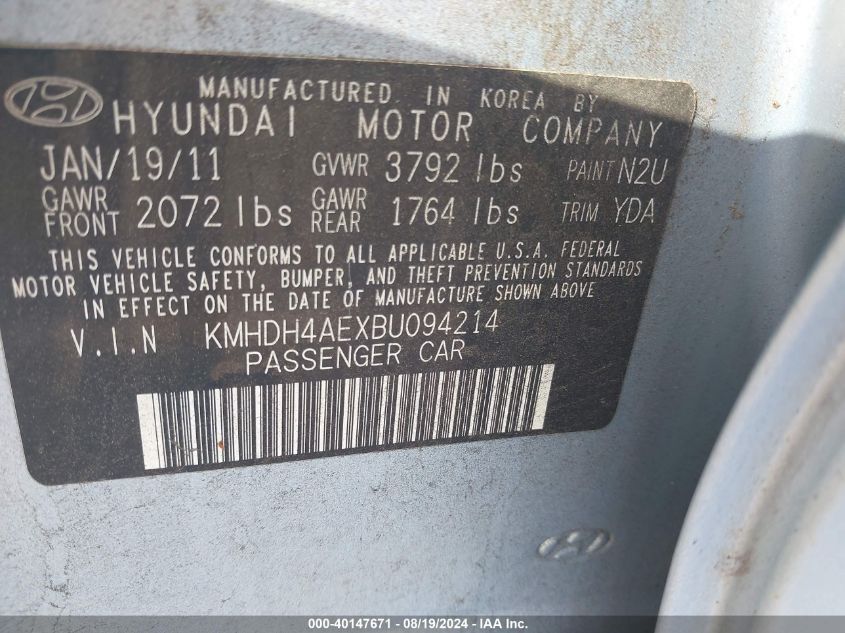 MANUFACTURED IN KOREA BY
HYUNDAI MOTOR COMPANY
JAN/19/11 GVWR 3792 lbs PAINT N2U
GAWR FRONT 2072 lbs GAWR REAR 1764 lbs TRIM YDA
THIS VEHICLE CONFORMS TO ALL APPLICABLE U.S.A. FEDERAL
MOTOR VEHICLE SAFETY, BUMPER, AND THEFT PREVENTION STANDARDS
IN EFFECT ON THE DATE OF MANUFACTURE SHOWN ABOVE
V.I.N KMHDH4AEXBU094214
PASSENGER CAR
000-40147671 - 08/19/2024 - IAAI.com.